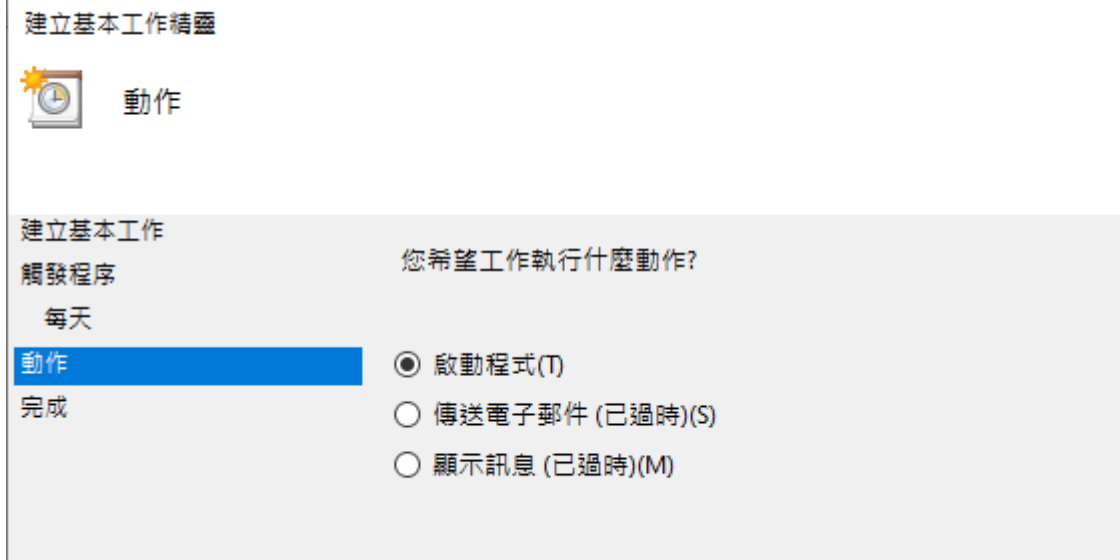 建立基本工作精靈
動作
建立基本工作
觸發程序
每天
動作
完成
您希望工作執行什麼動作?
啟動程式(T)
傳送電子郵件 (已過時)(S)
顯示訊息 (已過時)(M)